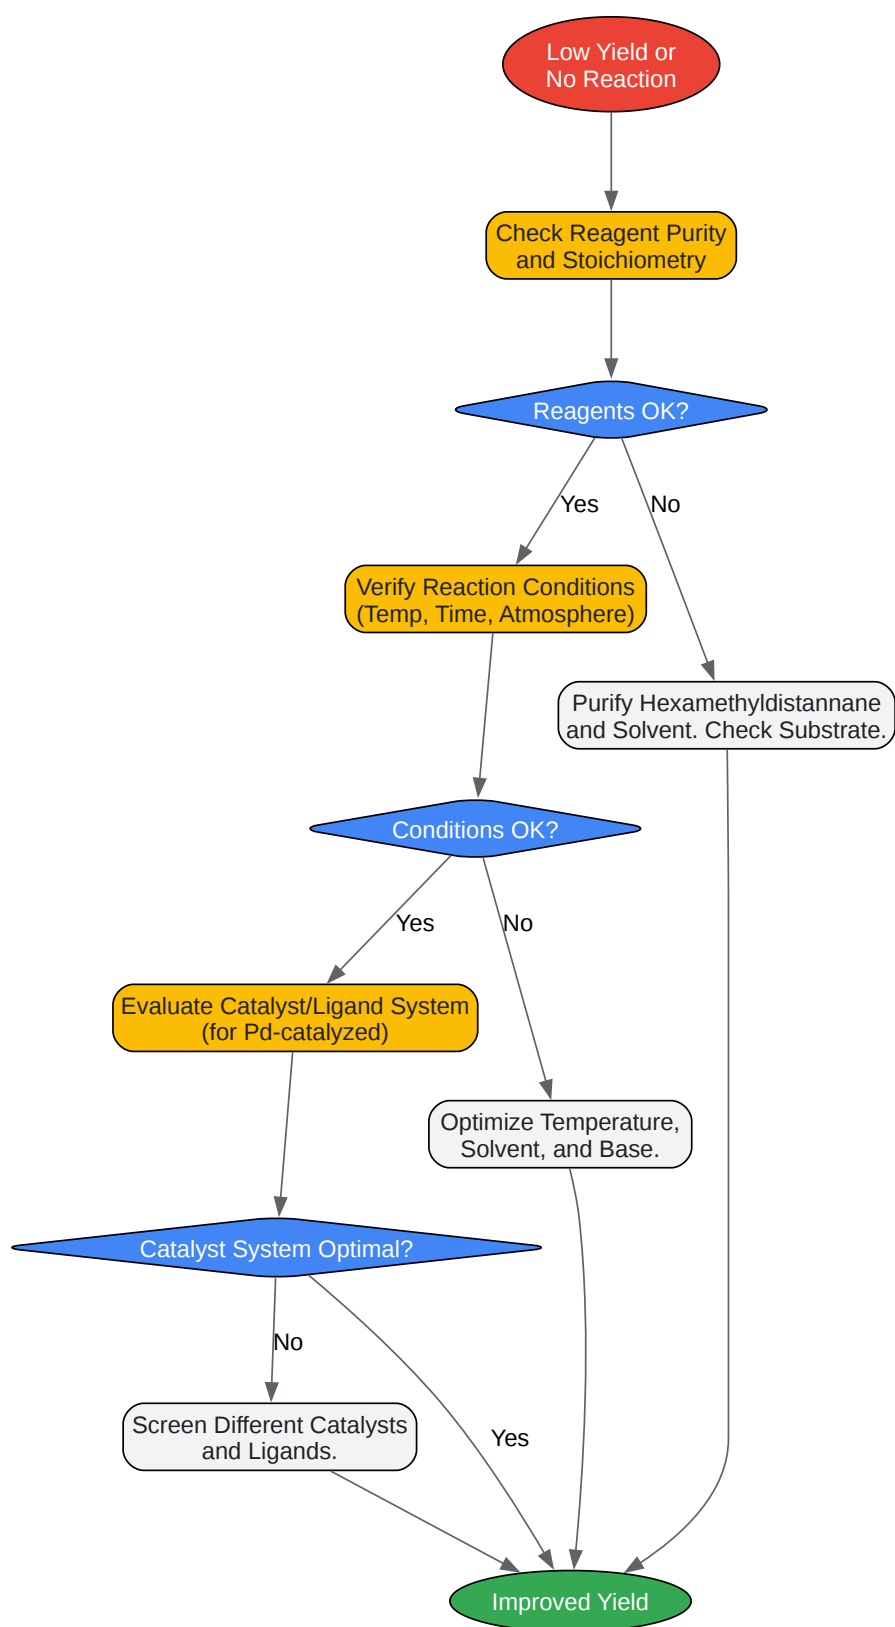 Low Yield or
No Reaction
Check Reagent Purity
and Stoichiometry
Reagents OK?
Yes
No
Verify Reaction Conditions
(Temp, Time, Atmosphere)
Purify Hexamethyldistannane
and Solvent. Check Substrate.
Conditions OK?
Yes
No
Evaluate Catalyst/Ligand System
(for Pd-catalyzed)
Optimize Temperature,
Solvent, and Base.
Catalyst System Optimal?
No
Yes
Screen Different Catalysts
and Ligands.
Improved Yield